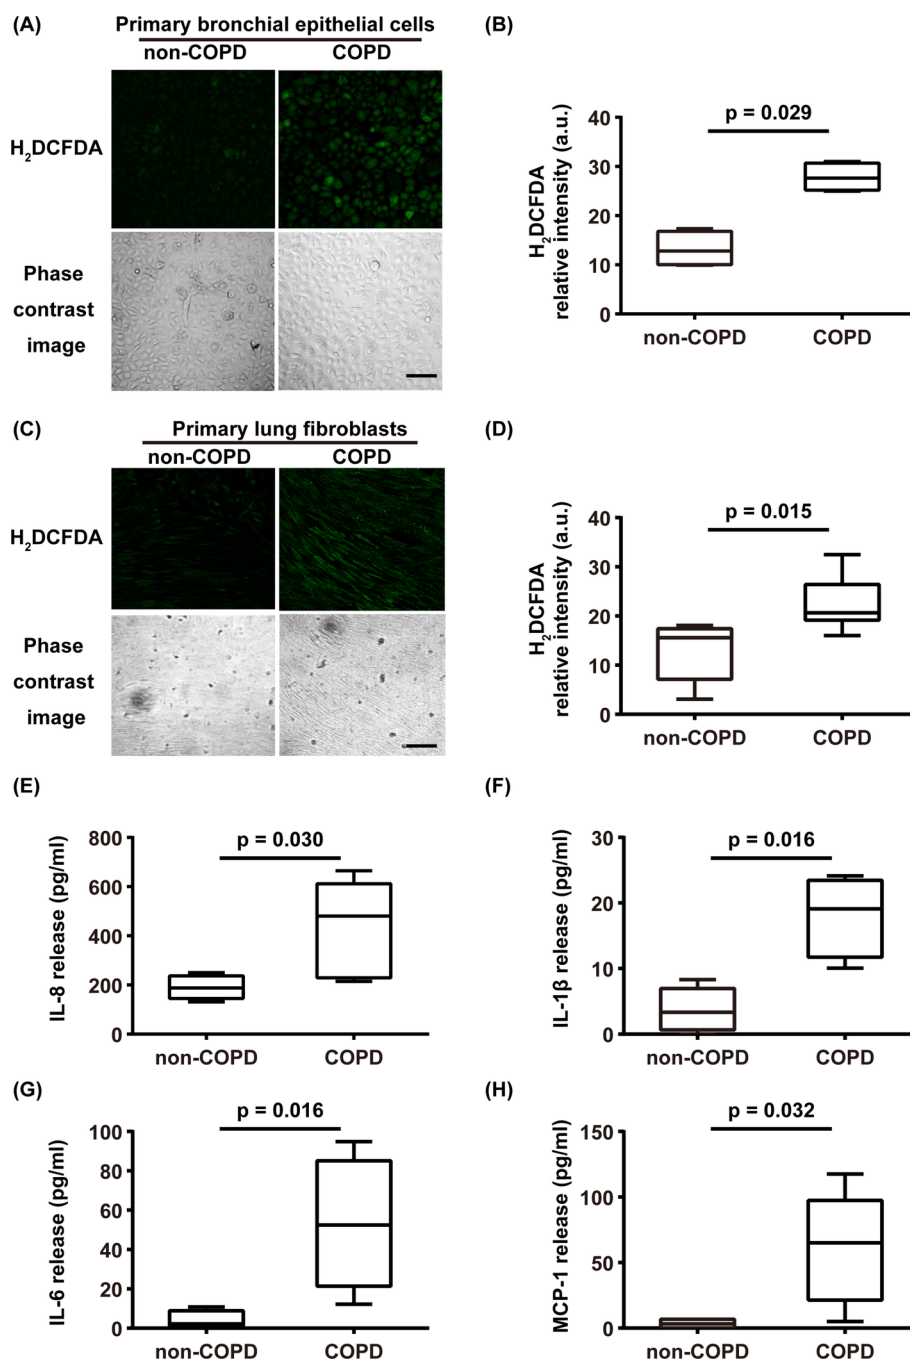 (A)
Primary bronchial epithelial cells
non-COPD COPD
H₂DCFDA
Phase
contrast
image
(B)
H₂DCFDA
relative intensity (a.u.)
40
30
20
10
0
p = 0.029
non-COPD COPD
(C)
Primary lung fibroblasts
non-COPD COPD
H₂DCFDA
Phase
contrast
image
(D)
H₂DCFDA
relative intensity (a.u.)
40
30
20
10
0
p = 0.015
non-COPD COPD
(E)
IL-8 release (pg/ml)
800
600
400
200
0
p = 0.030
non-COPD COPD
(F)
IL-1β release (pg/ml)
30
20
10
0
p = 0.016
non-COPD COPD
(G)
IL-6 release (pg/ml)
100
80
60
40
20
0
p = 0.016
non-COPD COPD
(H)
MCP-1 release (pg/ml)
150
100
50
0
p = 0.032
non-COPD COPD